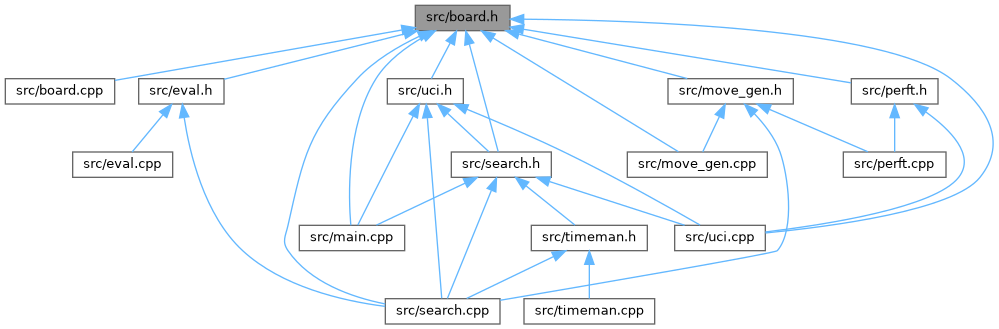 src/board.h
src/board.cpp
src/eval.h
src/uci.h
src/move_gen.h
src/perft.h
src/eval.cpp
src/search.h
src/move_gen.cpp
src/perft.cpp
src/main.cpp
src/timeman.h
src/uci.cpp
src/search.cpp
src/timeman.cpp